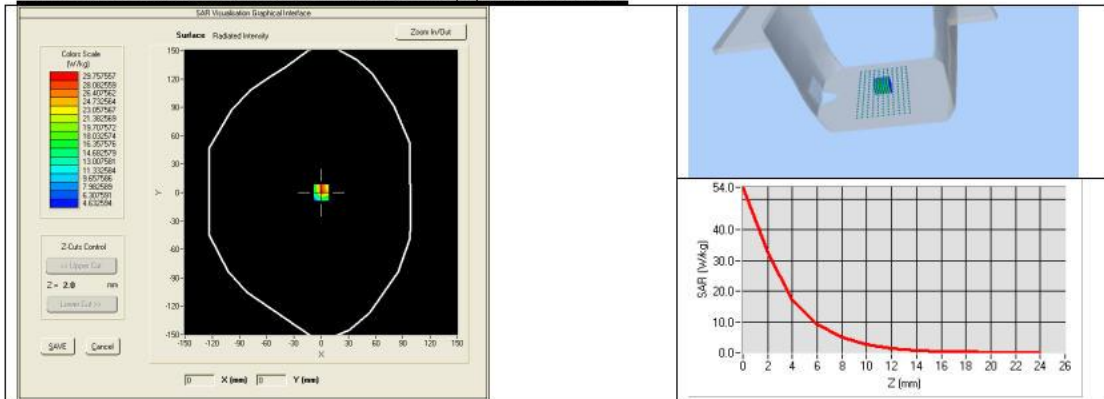 SAR Visualisation Graphical Interface
Surface Radiated Intensity
Zoom In/Out
Colors Scale
(W/kg)
29.757557
28.082559
26.407562
24.732564
23.057567
21.382569
19.707572
18.032574
16.357576
14.682579
13.007581
11.332584
9.657586
7.982589
6.307591
4.632594
Z-Cuts Control
<< Upper Cut
Z = 2.0 mm
Lower Cut >>
SAVE Cancel
150
120
90
60
30
0
-30
-60
-90
-120
-150
Y
-150 -120 -90 -60 -30 0 30 60 90 120 150
X
0 X (mm) 0 Y (mm)
54.0
40.0
30.0
20.0
10.0
0.0
SAR (W/kg)
0 2 4 6 8 10 12 14 16 18 20 22 24 26
Z (mm)